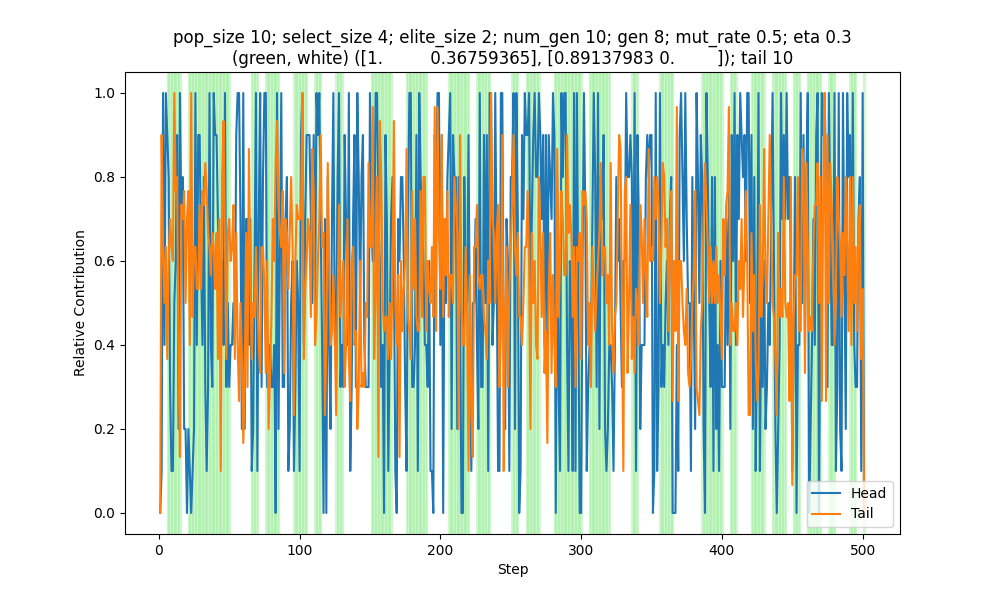 pop_size 10; select_size 4; elite_size 2; num_gen 10; gen 8; mut_rate 0.5; eta 0.3
(green, white) ([1. 0.36759365], [0.89137983 0. ]); tail 10
1.0
0.8
0.6
0.4
0.2
0.0
Relative Contribution
Head
Tail
0
100
200
300
400
500
Step